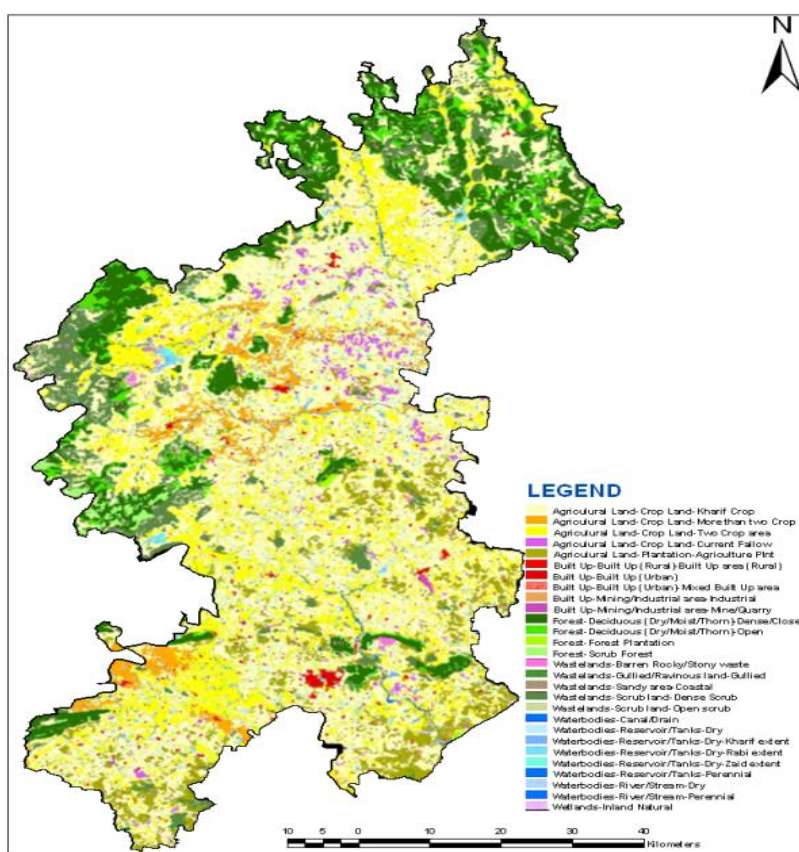 N
LEGEND
Agricultural Land-Crop Land-Kharif Crop
Agricultural Land-Crop Land-More than two Crop
Agricultural Land-Crop Land-Two Crop area
Agricultural Land-Crop Land-Current Fallow
Agricultural Land-Plantation-Agriculture Plnt
Built Up-Built Up (Rural)-Built Up area (Rural)
Built Up-Built Up (Urban)
Built Up-Built Up (Urban)-Mixed Built Up area
Built Up-Mining/Industrial area-Industrial
Built Up-Mining/Industrial area-Mine/Quarry
Forest-Deciduous (Dry/Moist/Thorn)-Dense/Close
Forest-Deciduous (Dry/Moist/Thorn)-Open
Forest-Forest Plantation
Forest-Scrub Forest
Wastelands-Barren Rocky/Stony waste
Wastelands-Gullied/Ravinous land-Gullied
Wastelands-Sandy area-Coastal
Wastelands-Scrub land-Dense Scrub
Wastelands-Scrub land-Open scrub
Waterbodies-Canal/Drain
Waterbodies-Reservoir/Tanks-Dry
Waterbodies-Reservoir/Tanks-Dry-Kharif extent
Waterbodies-Reservoir/Tanks-Dry-Rabi extent
Waterbodies-Reservoir/Tanks-Dry-Zaid extent
Waterbodies-Reservoir/Tanks-Perennial
Waterbodies-River/Stream-Dry
Waterbodies-River/Stream-Perennial
Wetlands-Inland Natural
10 5 0 10 20 30 40
Kilometers